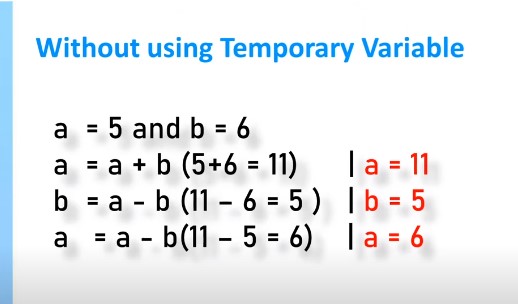 Without using Temporary Variable
a = 5 and b = 6
a = a + b (5+6 = 11) | a = 11
b = a - b (11 – 6 = 5 ) | b = 5
a = a - b(11 – 5 = 6) | a = 6